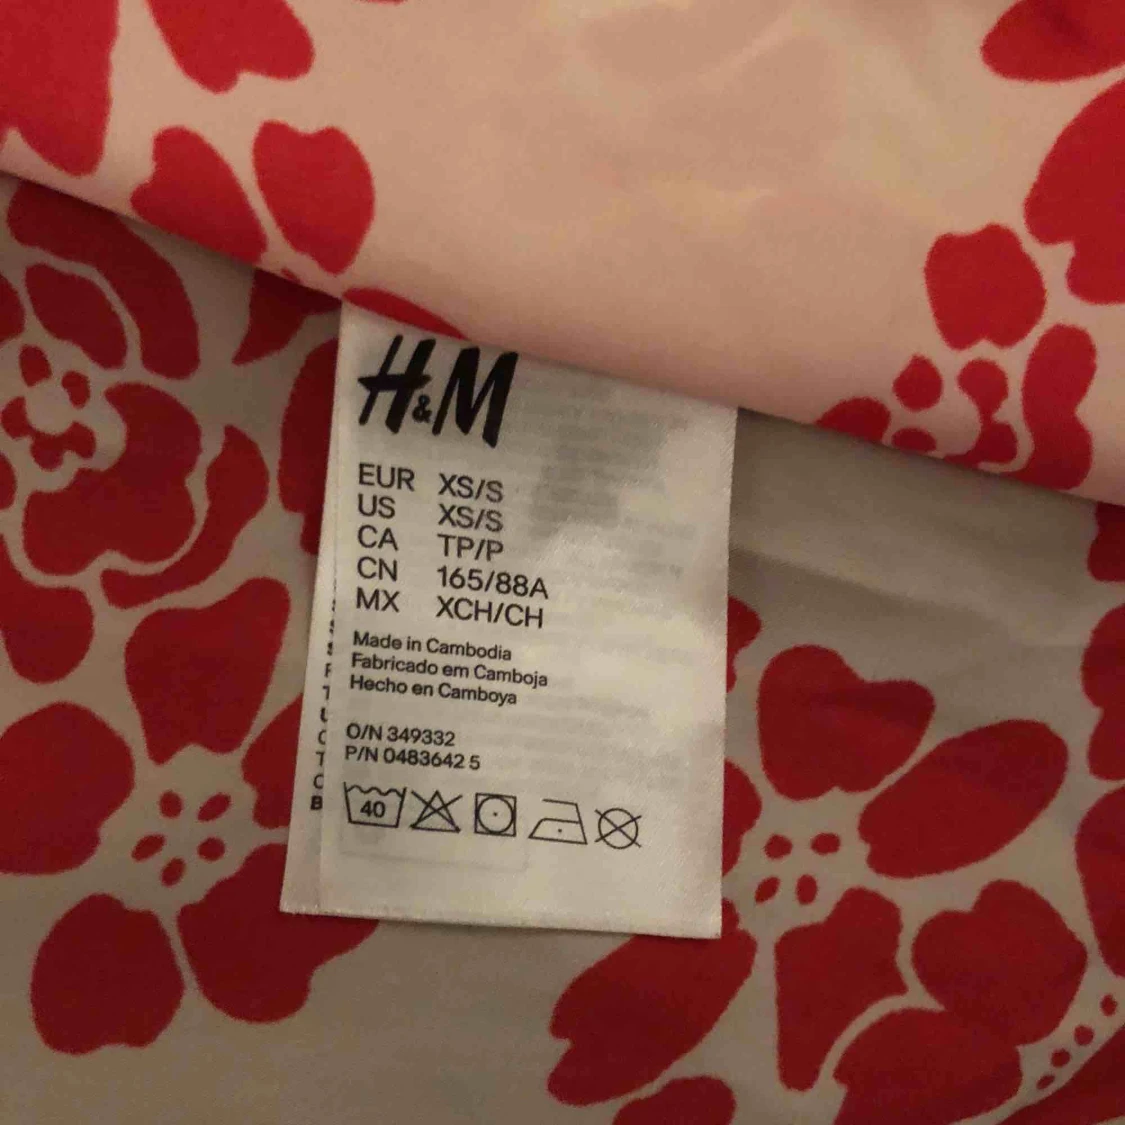 H&M
EUR XS/S
US XS/S
CA TP/P
CN 165/88A
MX XCH/CH
Made in Cambodia
Fabricado em Camboja
Hecho en Camboya
O/N 349332
P/N 0483642 5
40